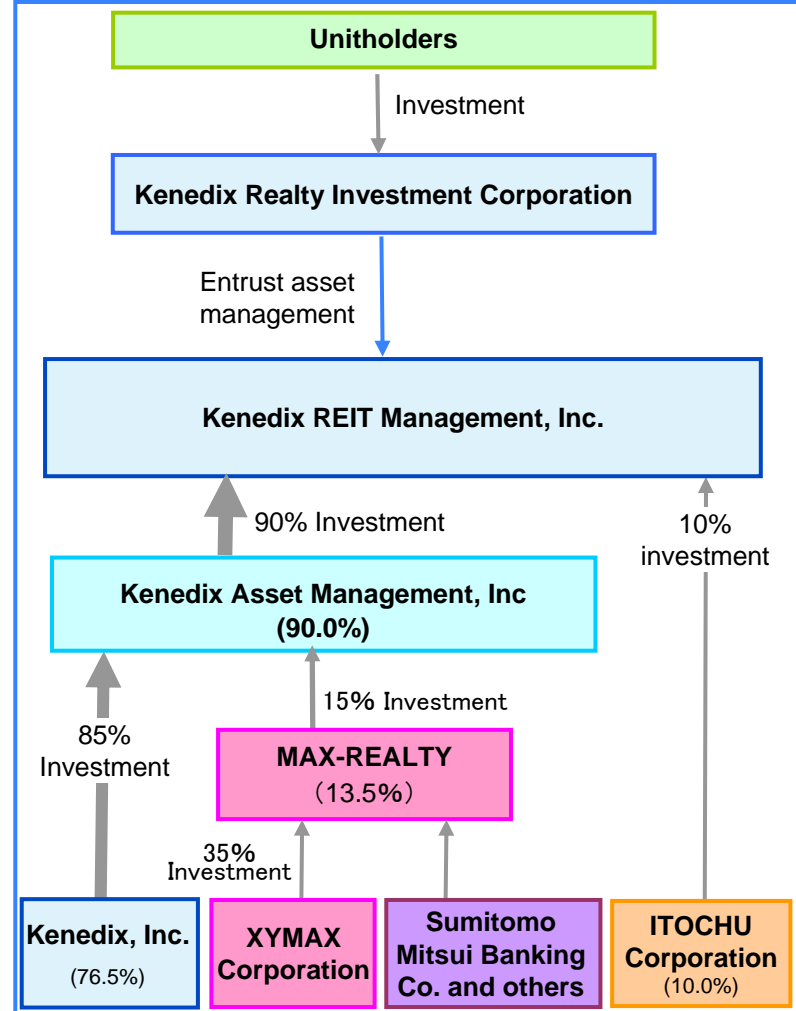 Unitholders
Investment
Kenedix Realty Investment Corporation
Entrust asset
management
Kenedix REIT Management, Inc.
90% Investment
10%
investment
Kenedix Asset Management, Inc
(90.0%)
15% Investment
85%
Investment
MAX-REALTY
（13.5%）
35%
Investment
Kenedix, Inc.
(76.5%)
XYMAX
Corporation
Sumitomo
Mitsui Banking
Co. and others
ITOCHU
Corporation
(10.0%)